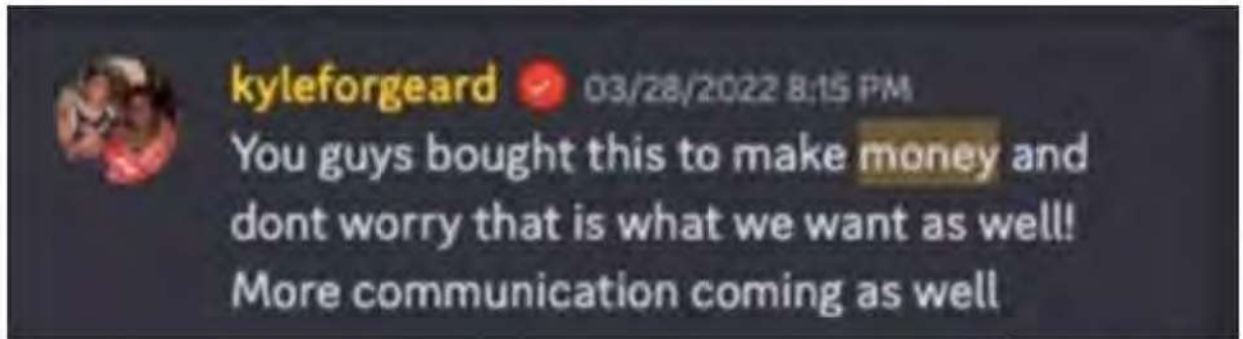 kyleforgeard 03/28/2022 8:15 PM
You guys bought this to make money and
dont worry that is what we want as well!
More communication coming as well